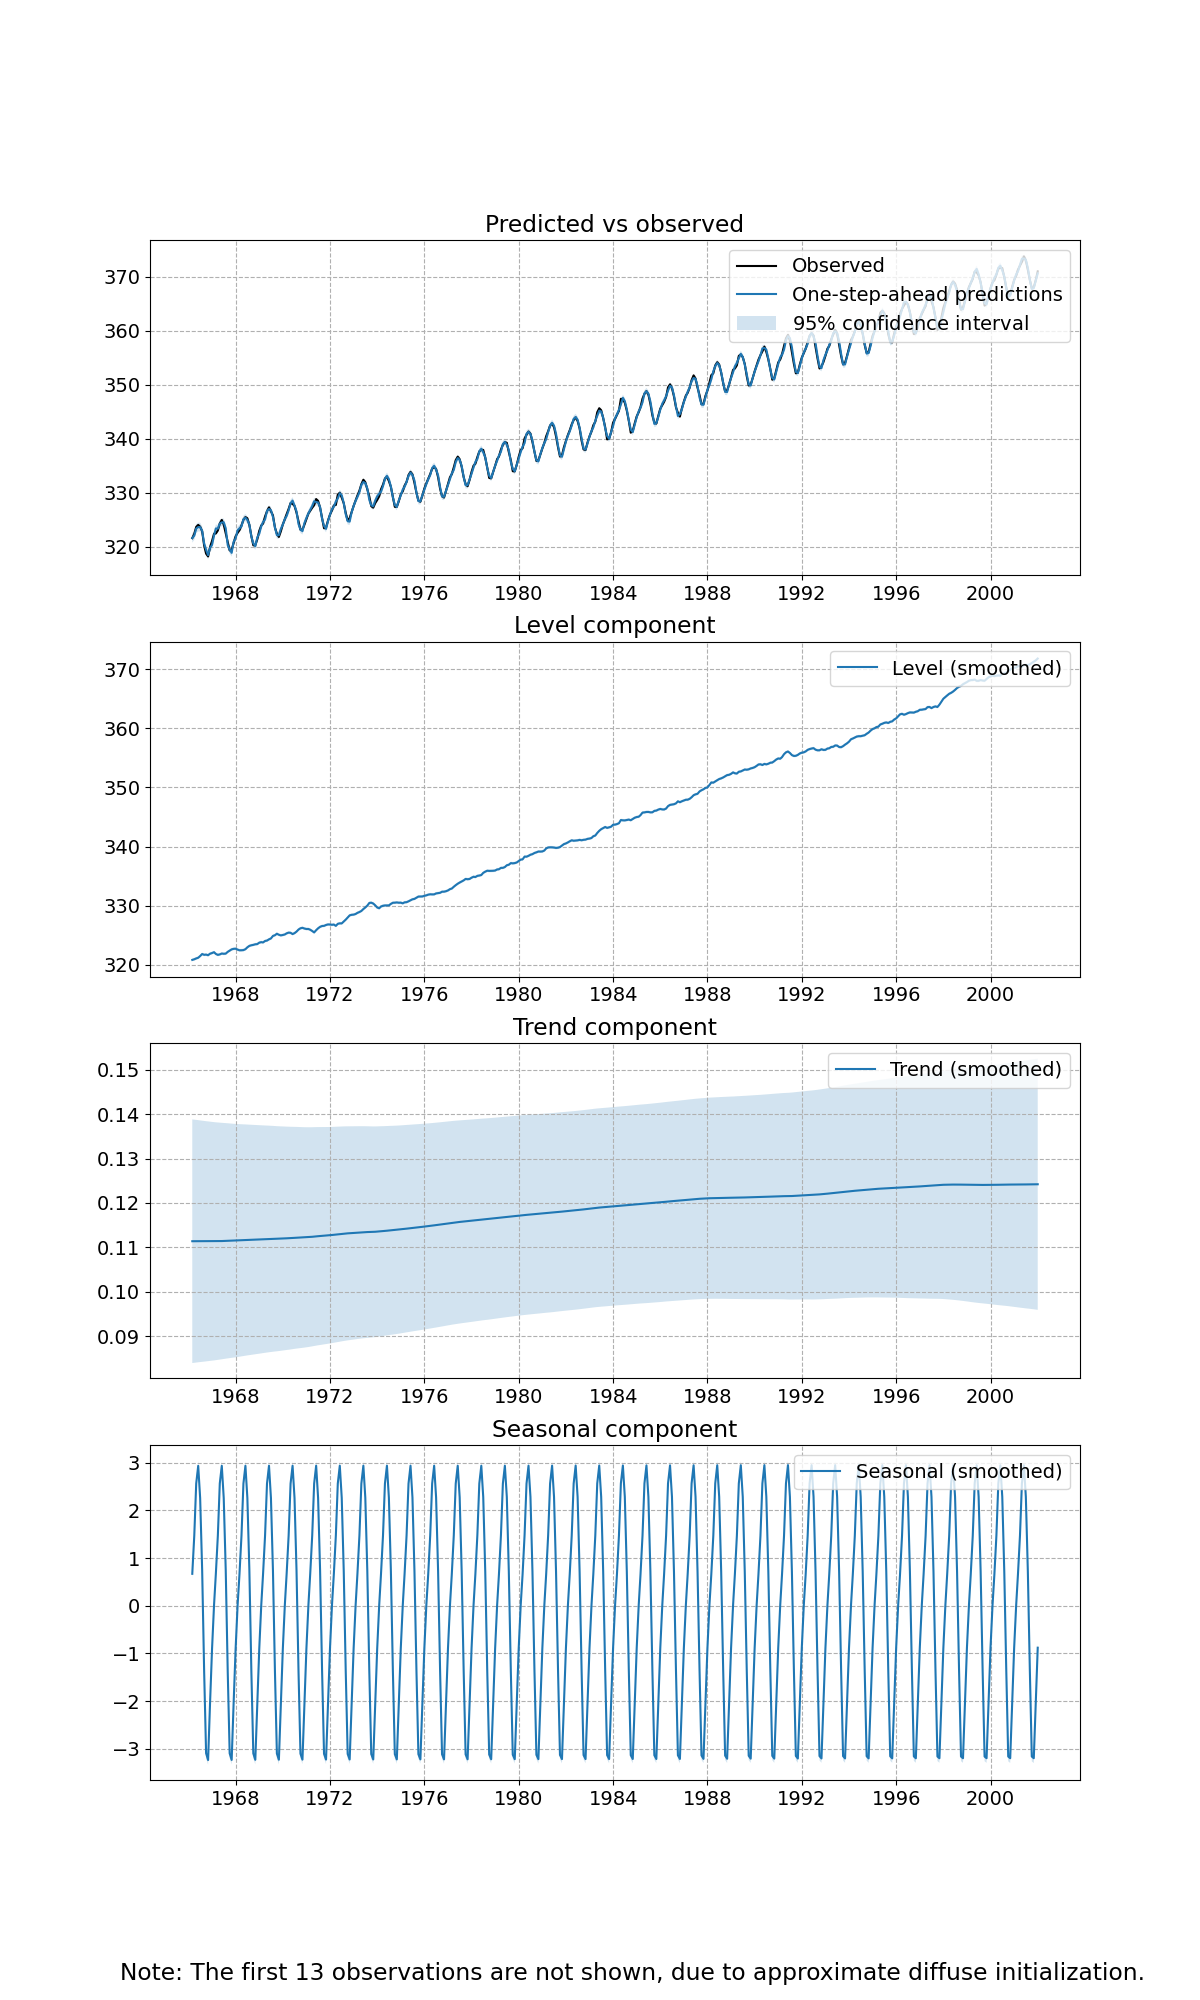 Predicted vs observed
370
360
350
340
330
320
Observed
One-step-ahead predictions
95% confidence interval
1968 1972 1976 1980 1984 1988 1992 1996 2000
Level component
370
360
350
340
330
320
Level (smoothed)
1968 1972 1976 1980 1984 1988 1992 1996 2000
Trend component
0.15
0.14
0.13
0.12
0.11
0.10
0.09
Trend (smoothed)
1968 1972 1976 1980 1984 1988 1992 1996 2000
Seasonal component
3
2
1
0
−1
−2
−3
Seasonal (smoothed)
1968 1972 1976 1980 1984 1988 1992 1996 2000
Note: The first 13 observations are not shown, due to approximate diffuse initialization.